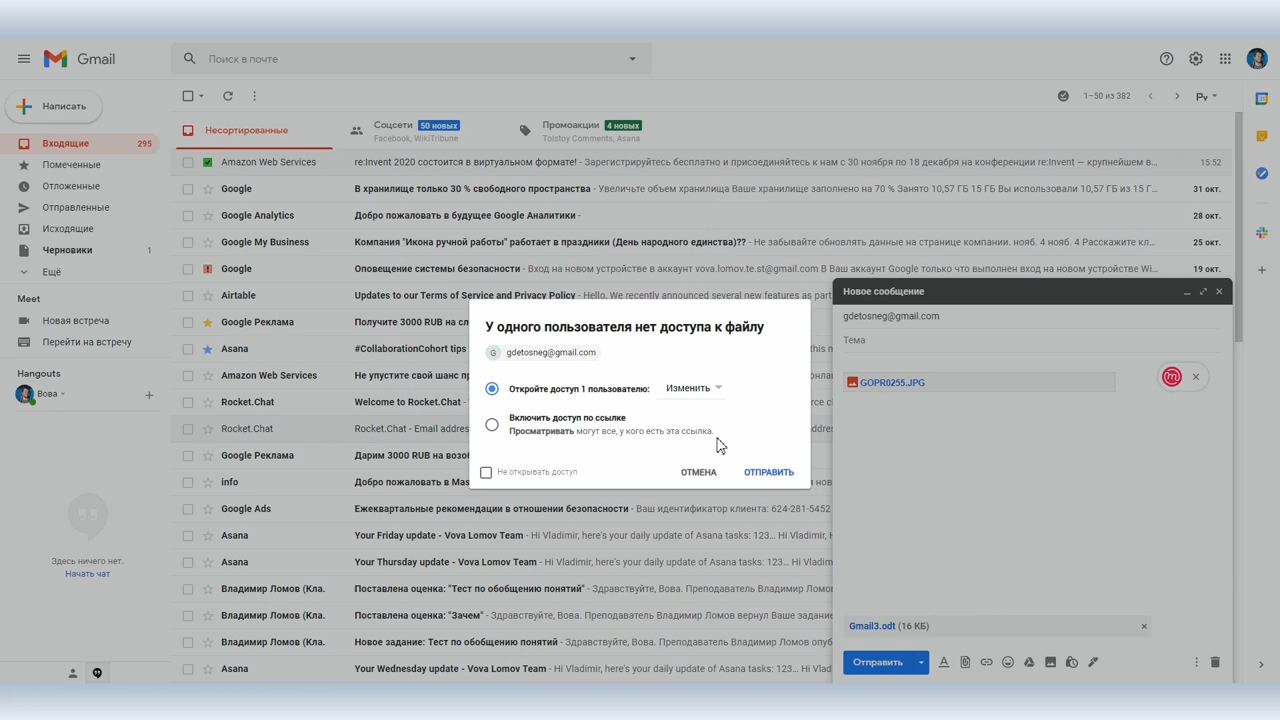 Gmail
Поиск в почте
Написать
1–50 из 382
Несортированные
Соцсети 50 новых
Facebook, WikiTribune
Промоакции 4 новых
Tolstoy Comments, Asana
Входящие 295
Помеченные
Отложенные
Отправленные
Исходящие
Черновики 1
Ещё
Meet
Новая встреча
Перейти на встречу
Hangouts
Вова
Здесь ничего нет.
Начать чат
Amazon Web Services re:Invent 2020 состоится в виртуальном формате! - Зарегистрируйтесь бесплатно и присоединяйтесь к нам с 30 ноября по 18 декабря на конференции re:Invent — крупнейшем в… 15:52
Google В хранилище только 30 % свободного пространства - Увеличьте объем хранилища Ваше хранилище заполнено на 70 % Занято 10,57 ГБ 15 ГБ Вы использовали 10,57 ГБ из 15 Г… 31 окт.
Google Analytics Добро пожаловать в будущее Google Аналитики - 28 окт.
Google My Business Компания "Икона ручной работы" работает в праздники (День народного единства)?? - Не забывайте обновлять данные на странице компании. нояб. 4 нояб. 4 Расскажите кл… 25 окт.
Google Оповещение системы безопасности - Вход на новом устройстве в аккаунт vova.lomov.te.st@gmail.com В Ваш аккаунт Google только что выполнен вход на новом устройстве Wi… 19 окт.
Airtable Updates to our Terms of Service and Privacy Policy - Hello, We recently announced several new features as part
Google Реклама Получите 3000 RUB на сл
Asana #CollaborationCohort tips
Amazon Web Services Не упустите свой шанс пр
Rocket.Chat Welcome to Rocket.Chat
Rocket.Chat Rocket.Chat - Email addres
Google Реклама Дарим 3000 RUB на возоб
info Добро пожаловать в Mas
Google Ads Ежеквартальные рекомендации в отношении безопасности - Ваш идентификатор клиента: 624-281-5452
Asana Your Friday update - Vova Lomov Team - Hi Vladimir, here's your daily update of Asana tasks: 123…
Asana Your Thursday update - Vova Lomov Team - Hi Vladimir, here's your daily update of Asana tasks: 123…
Владимир Ломов (Кла. Поставлена оценка: "Тест по обобщению понятий" - Здравствуйте, Вова. Преподаватель Владимир Ломов
Владимир Ломов (Кла. Поставлена оценка: "Зачем" - Здравствуйте, Вова. Преподаватель Владимир Ломов вернул Ваше задание
Владимир Ломов (Кла. Новое задание: Тест по обобщению понятий - Здравствуйте, Вова. Преподаватель Владимир Ломов опу
Asana Your Wednesday update - Vova Lomov Team - Hi Vladimir, here's your daily update of Asana tasks: 123…
У одного пользователя нет доступа к файлу
G gdetosneg@gmail.com
Откройте доступ 1 пользователю: Изменить
Включить доступ по ссылке
Просматривать могут все, у кого есть эта ссылка.
Не открывать доступ
ОТМЕНА
ОТПРАВИТЬ
Новое сообщение
gdetosneg@gmail.com
Тема
GOPR0255.JPG
Gmail3.odt (16 КБ)
Отправить